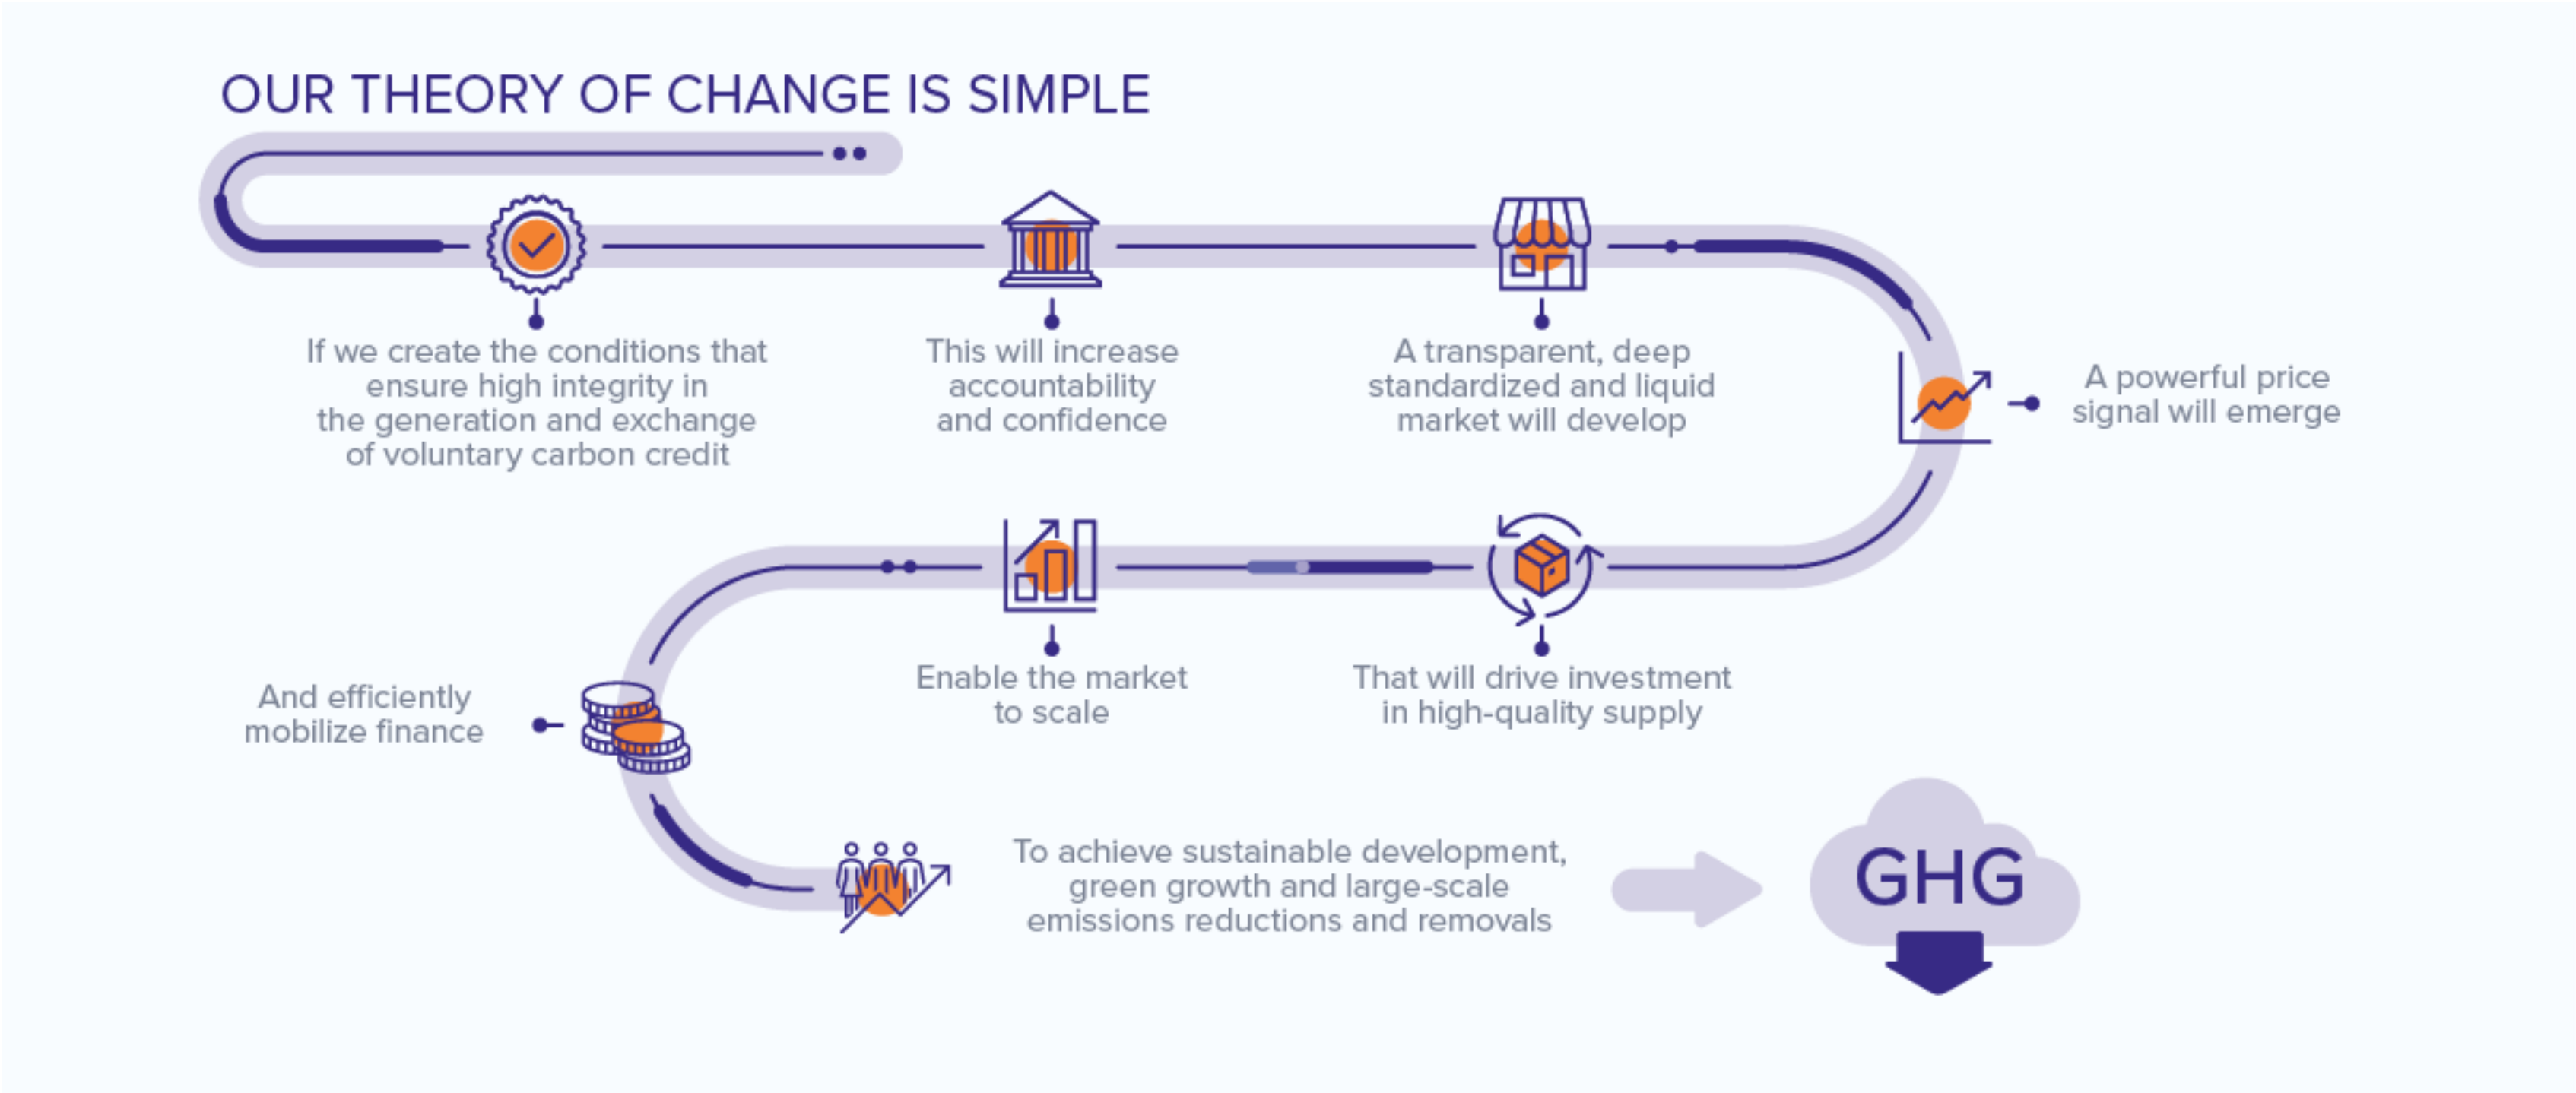 OUR THEORY OF CHANGE IS SIMPLE
If we create the conditions that
ensure high integrity in
the generation and exchange
of voluntary carbon credit
This will increase
accountability
and confidence
A transparent, deep
standardized and liquid
market will develop
A powerful price
signal will emerge
That will drive investment
in high-quality supply
Enable the market
to scale
And efficiently
mobilize finance
To achieve sustainable development,
green growth and large-scale
emissions reductions and removals
GHG